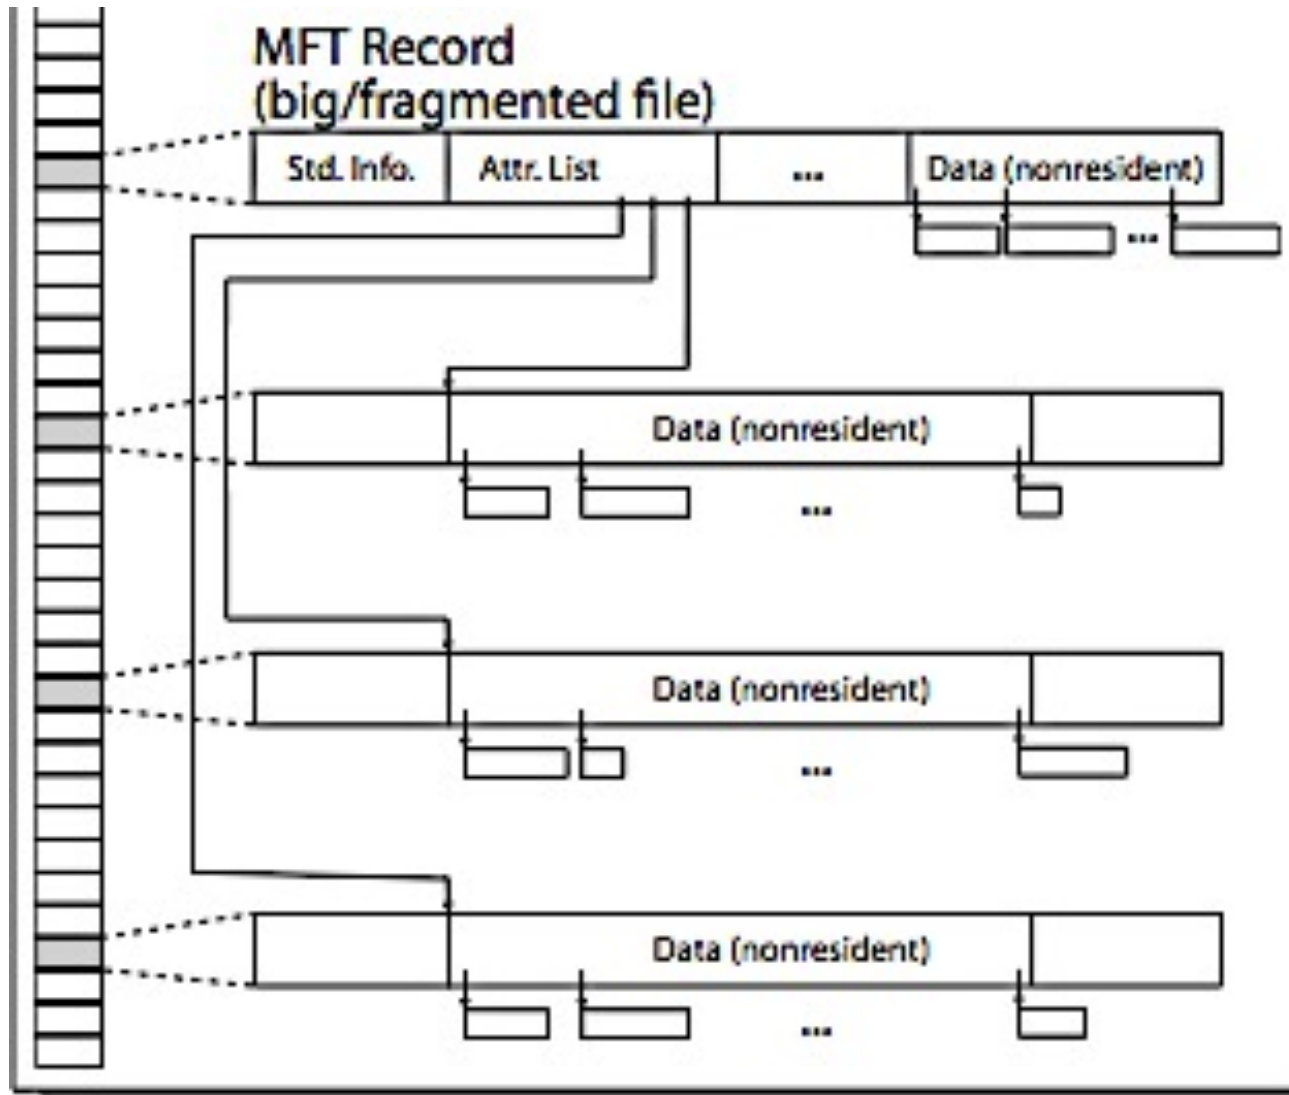 MFT Record
(big/fragmented file)
Std. Info. Attr. List ... Data (nonresident)
...
Data (nonresident)
...
Data (nonresident)
...
Data (nonresident)
...